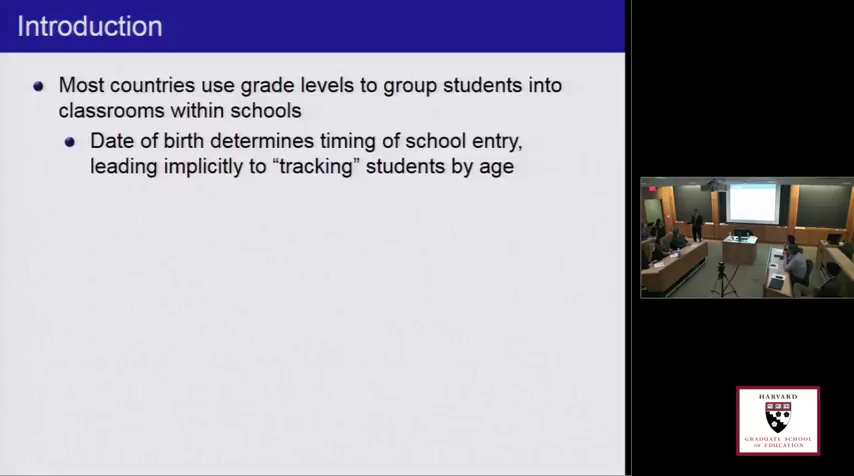 Introduction
Most countries use grade levels to group students into
classrooms within schools
Date of birth determines timing of school entry,
leading implicitly to “tracking” students by age
HARVARD
GRADUATE SCHOOL
OF EDUCATION